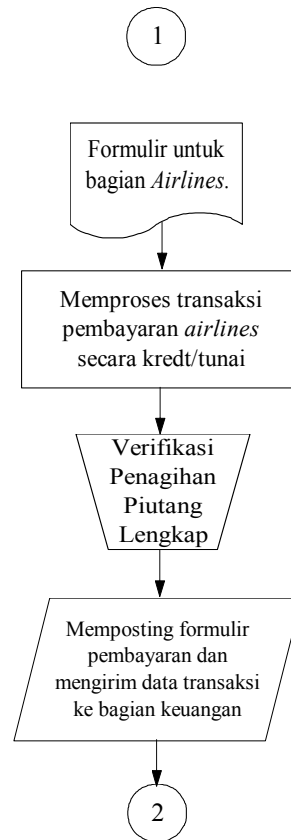 1
Formulir untuk
bagian Airlines.
Memproses transaksi
pembayaran airlines
secara kredt/tunai
Verifikasi
Penagihan
Piutang
Lengkap
Memposting formulir
pembayaran dan
mengirim data transaksi
ke bagian keuangan
2